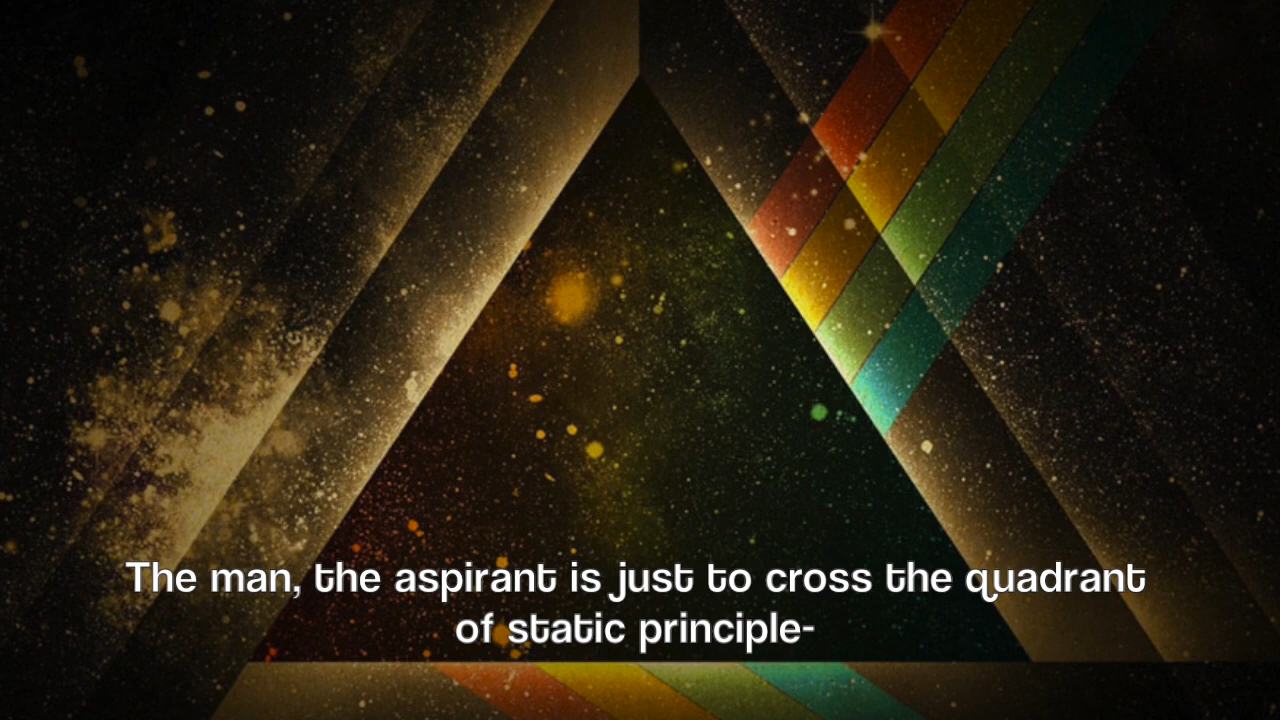 The man, the aspirant is just to cross the quadrant
of static principle-